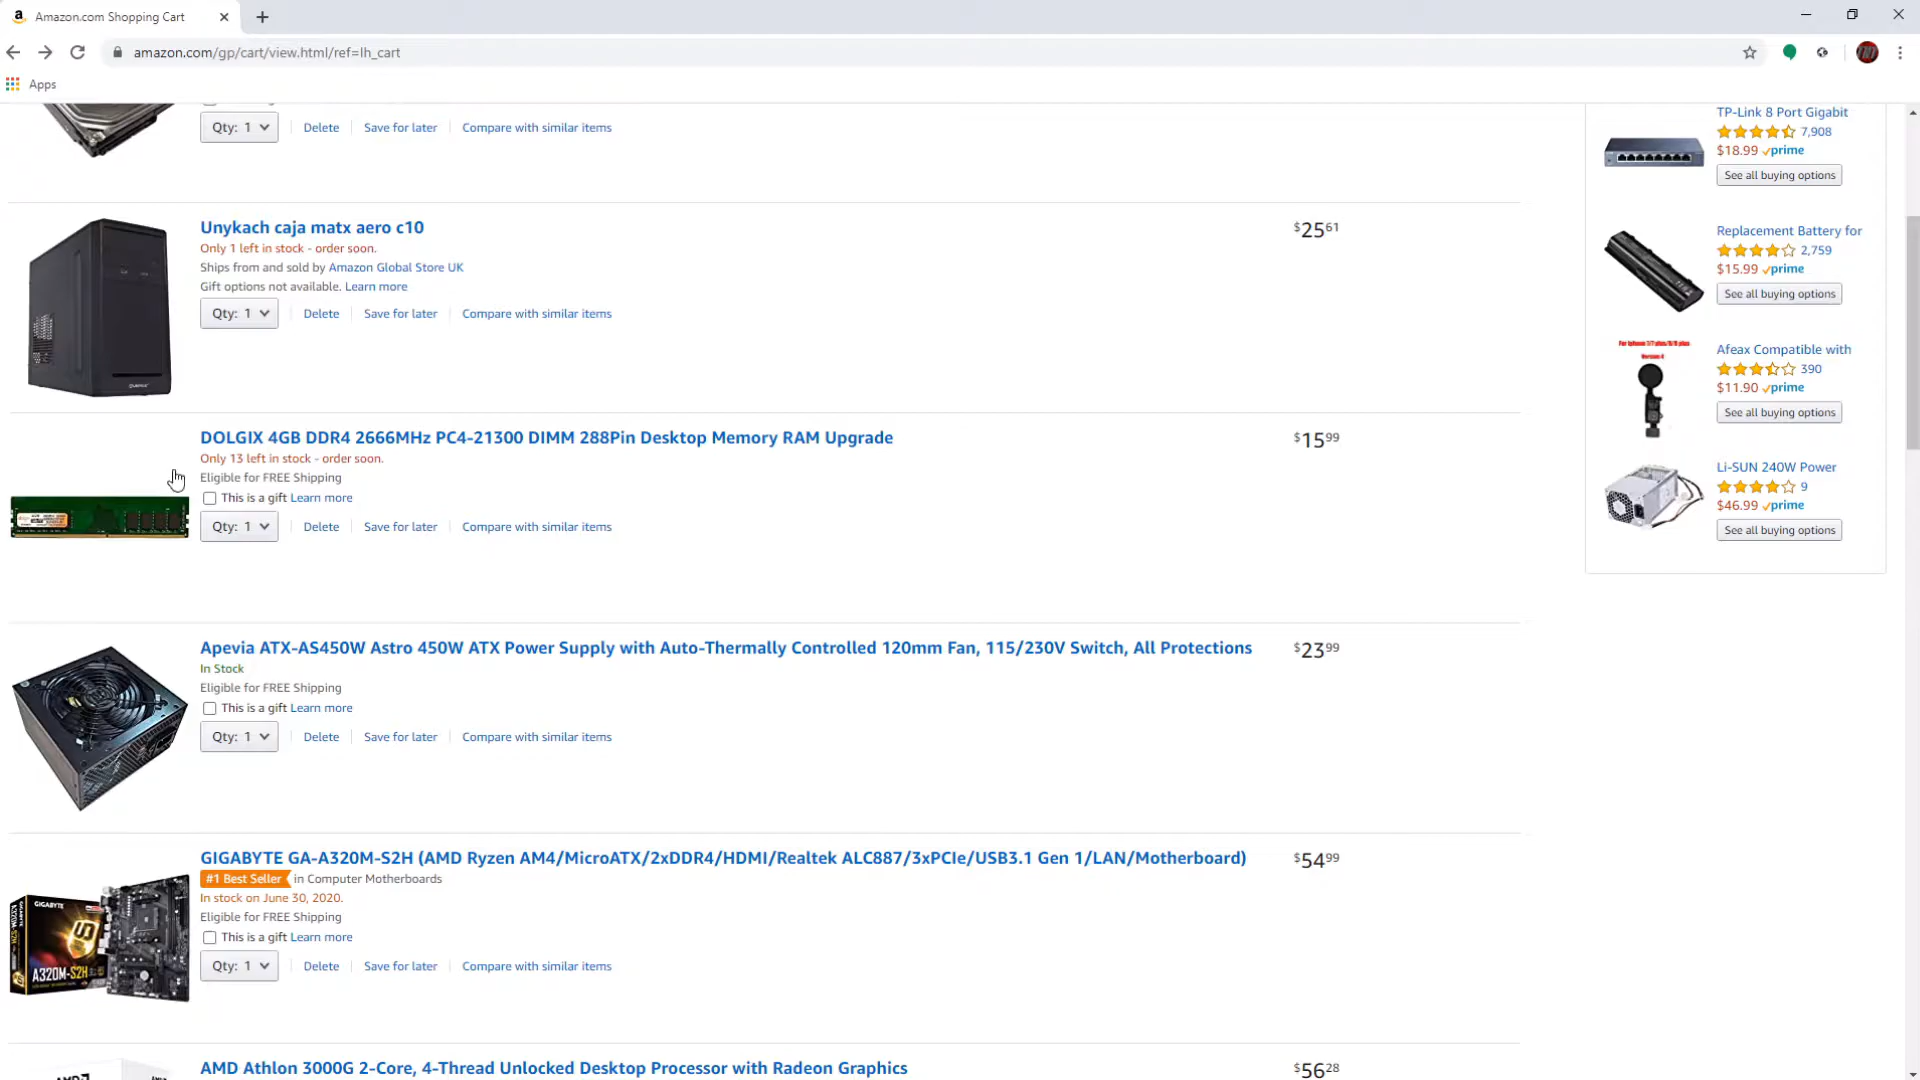 Amazon.com Shopping Cart
amazon.com/gp/cart/view.html/ref=lh_cart
Apps
Qty: 1 Delete Save for later Compare with similar items
Unykach caja matx aero c10 $25.61
Only 1 left in stock - order soon.
Ships from and sold by Amazon Global Store UK
Gift options not available. Learn more
Qty: 1 Delete Save for later Compare with similar items
DOLGIX 4GB DDR4 2666MHz PC4-21300 DIMM 288Pin Desktop Memory RAM Upgrade $15.99
Only 13 left in stock - order soon.
Eligible for FREE Shipping
This is a gift Learn more
Qty: 1 Delete Save for later Compare with similar items
Apevia ATX-AS450W Astro 450W ATX Power Supply with Auto-Thermally Controlled 120mm Fan, 115/230V Switch, All Protections $23.99
In Stock
Eligible for FREE Shipping
This is a gift Learn more
Qty: 1 Delete Save for later Compare with similar items
GIGABYTE GA-A320M-S2H (AMD Ryzen AM4/MicroATX/2xDDR4/HDMI/Realtek ALC887/3xPCIe/USB3.1 Gen 1/LAN/Motherboard) $54.99
#1 Best Seller in Computer Motherboards
In stock on June 30, 2020.
Eligible for FREE Shipping
This is a gift Learn more
Qty: 1 Delete Save for later Compare with similar items
GIGABYTE
A320M-S2H
AMD Athlon 3000G 2-Core, 4-Thread Unlocked Desktop Processor with Radeon Graphics $56.28
TP-Link 8 Port Gigabit
7,908
$18.99 prime
See all buying options
Replacement Battery for
2,759
$15.99 prime
See all buying options
Afeax Compatible with
390
$11.90 prime
See all buying options
Li-SUN 240W Power
9
$46.99 prime
See all buying options